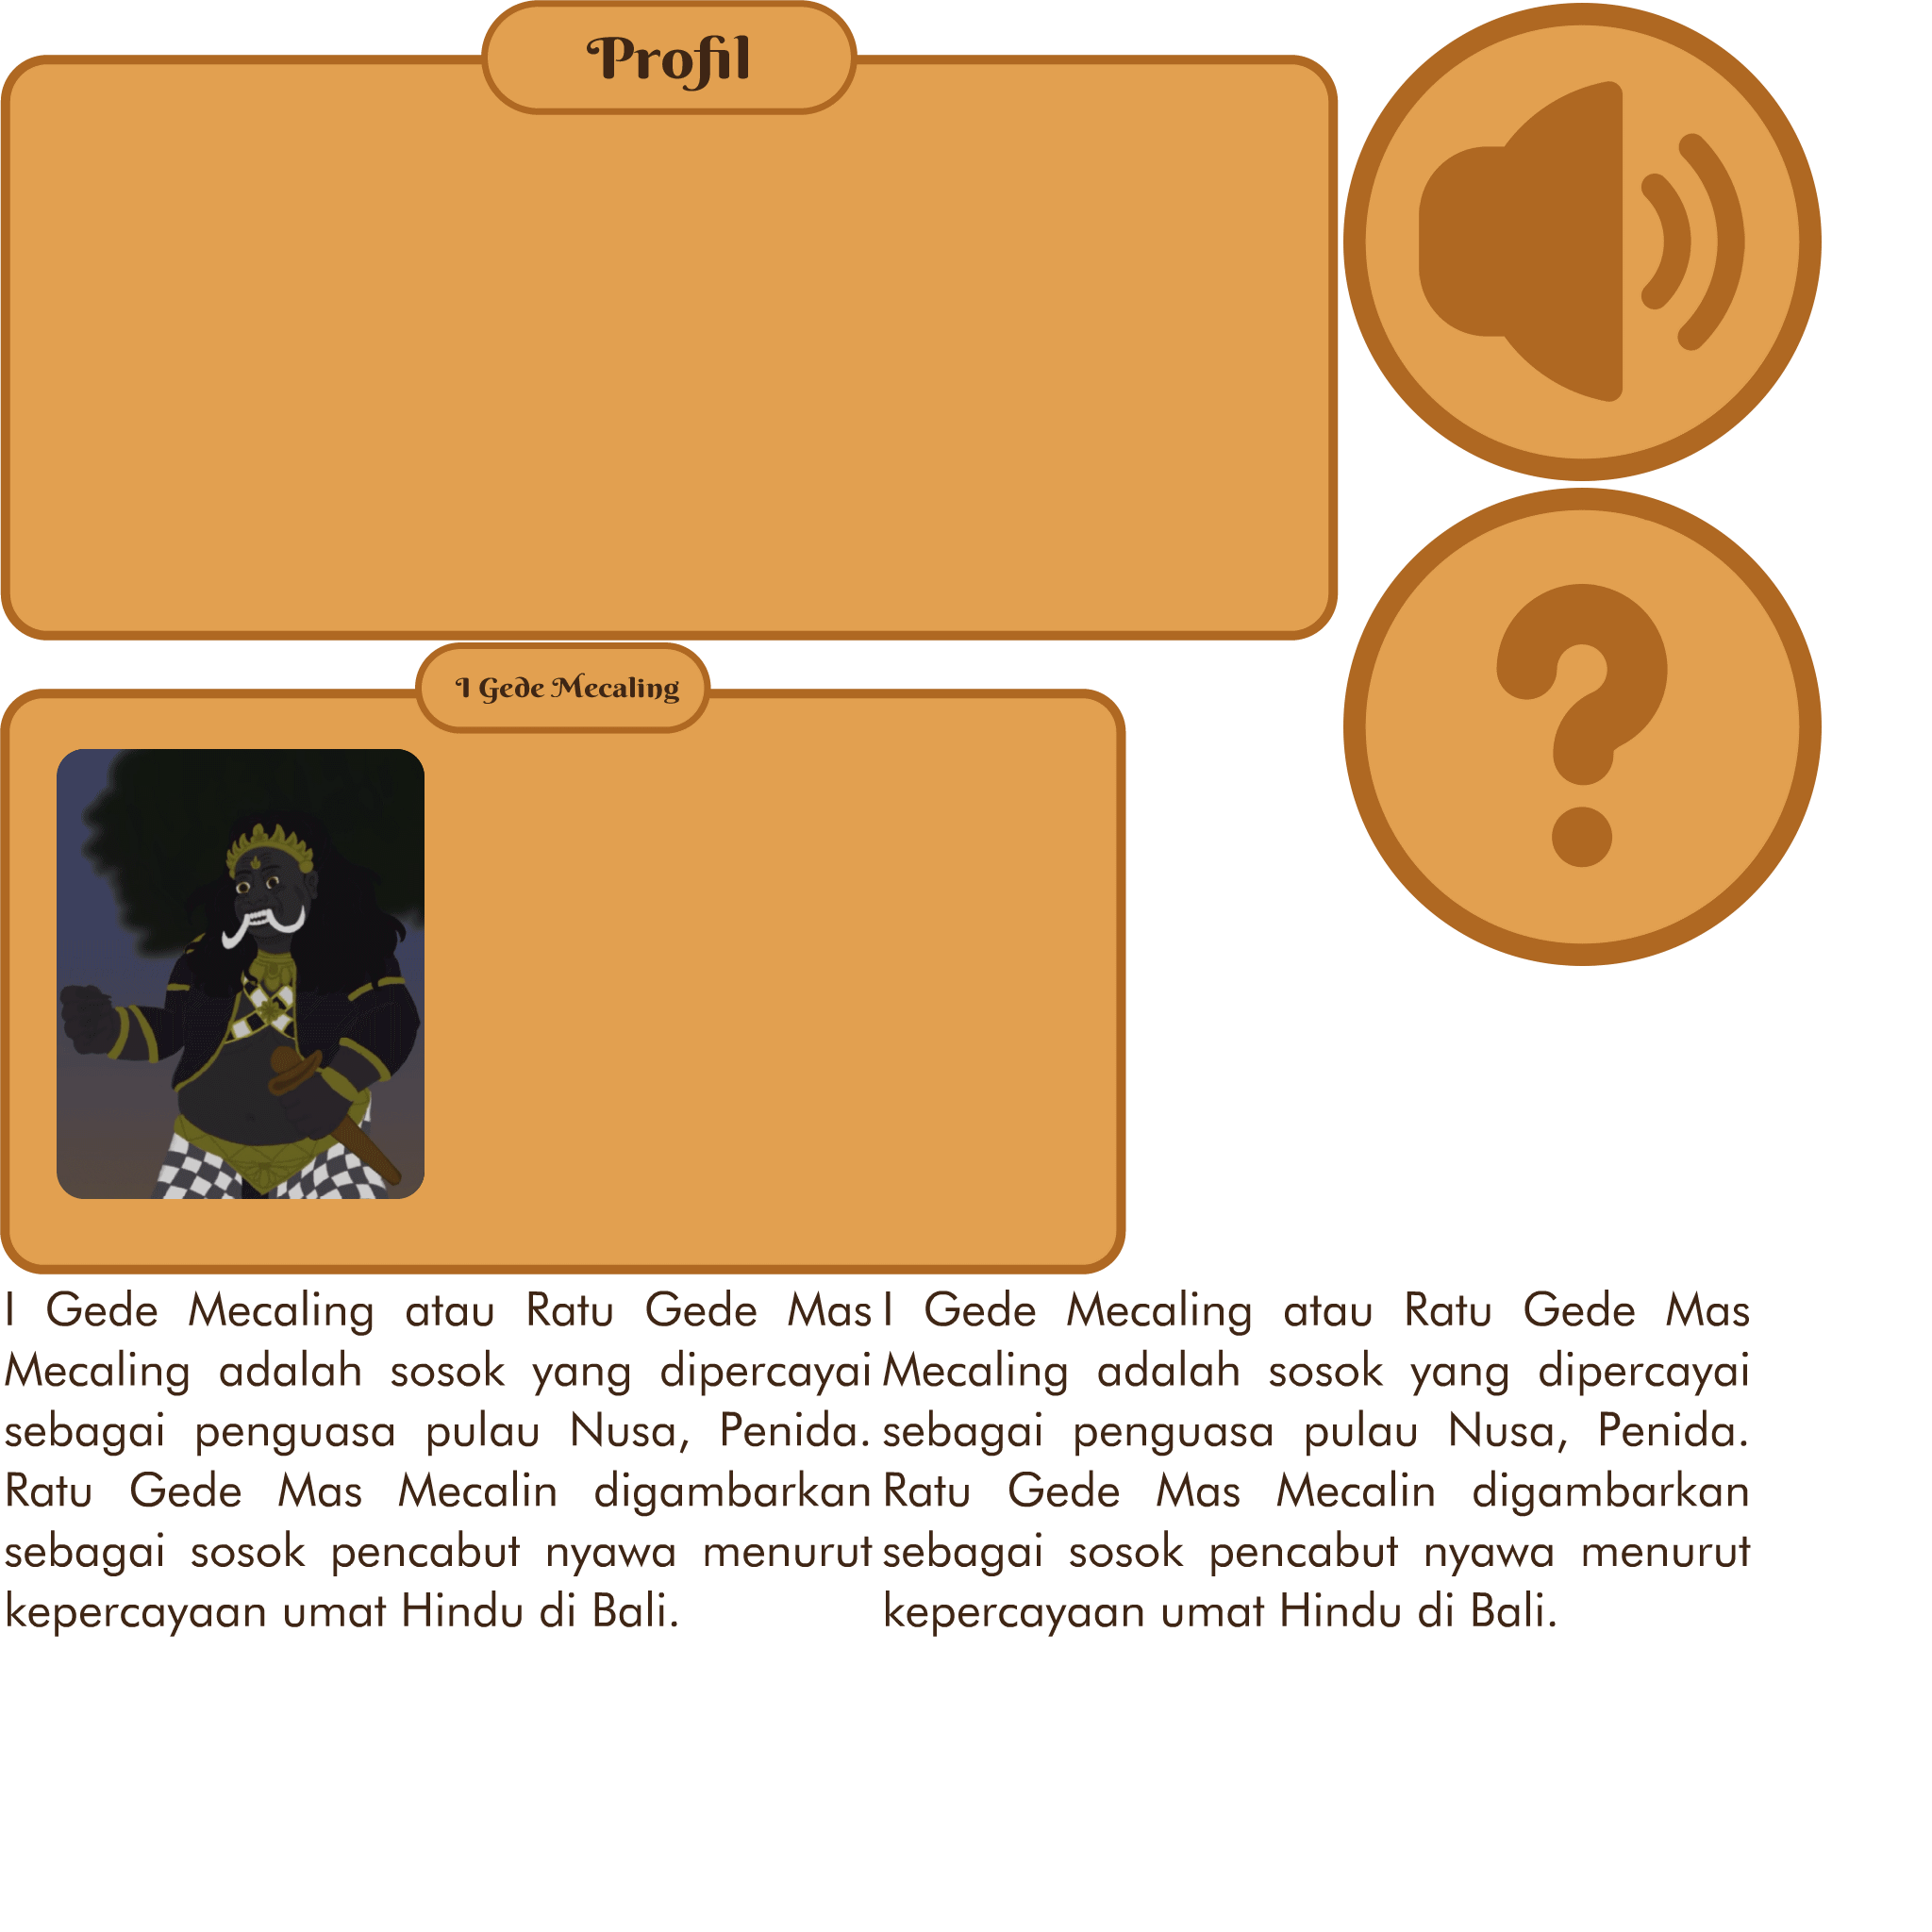 Profil
I Gede Mecaling
I Gede Mecaling atau Ratu Gede Mas
Mecaling adalah sosok yang dipercayai
sebagai penguasa pulau Nusa, Penida.
Ratu Gede Mas Mecalin digambarkan
sebagai sosok pencabut nyawa menurut
kepercayaan umat Hindu di Bali.
I Gede Mecaling atau Ratu Gede Mas
Mecaling adalah sosok yang dipercayai
sebagai penguasa pulau Nusa, Penida.
Ratu Gede Mas Mecalin digambarkan
sebagai sosok pencabut nyawa menurut
kepercayaan umat Hindu di Bali.